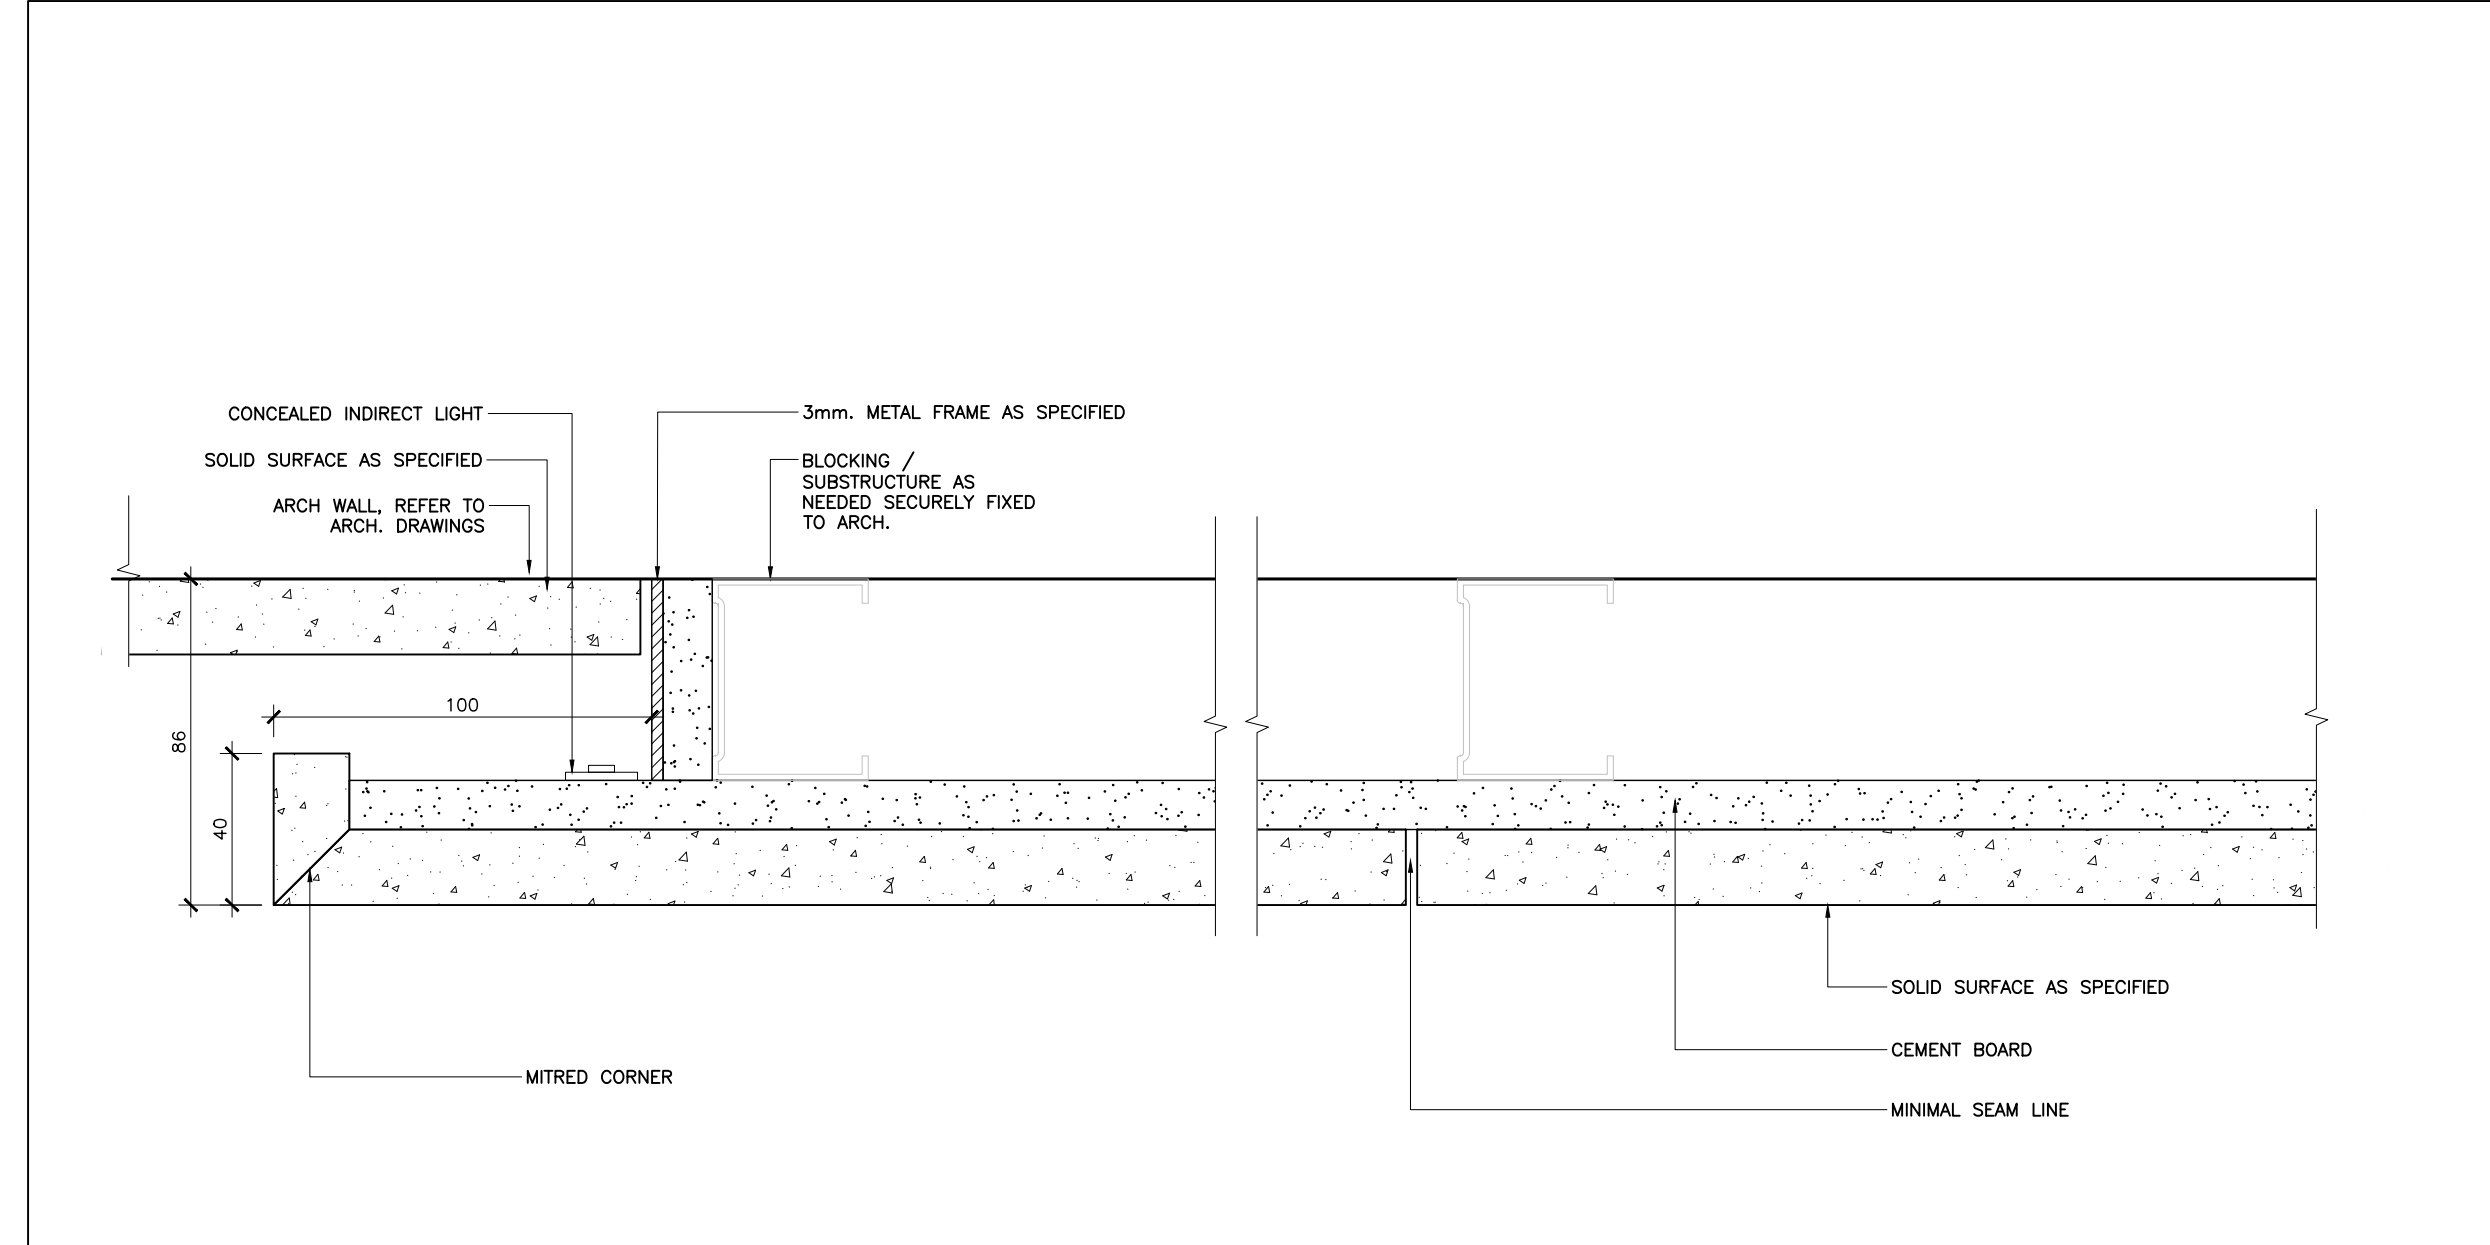 CONCEALED INDIRECT LIGHT
SOLID SURFACE AS SPECIFIED
ARCH WALL, REFER TO
ARCH. DRAWINGS
3mm. METAL FRAME AS SPECIFIED
BLOCKING /
SUBSTRUCTURE AS
NEEDED SECURELY FIXED
TO ARCH.
100
86
40
MITRED CORNER
SOLID SURFACE AS SPECIFIED
CEMENT BOARD
MINIMAL SEAM LINE